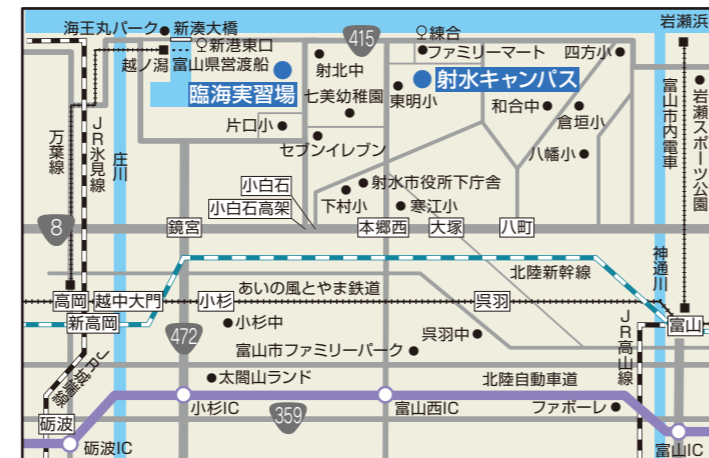 海王丸パーク
新湊大橋
岩瀬浜
新港東口
415
練合
越ノ潟
富山県営渡船
射北中
ファミリーマート
四方小
臨海実習場
射水キャンパス
七美幼稚園
東明小
和合中
倉垣小
片口小
セブンイレブン
八幡小
万葉線
JR氷見線
庄川
富山市内電車
岩瀬スポーツ公園
小白石
射水市役所下庁舎
小白石高架
下村小
寒江小
8
鏡宮
本郷西
大塚
八町
北陸新幹線
神通川
あいの風とやま鉄道
高岡
越中大門
小杉
呉羽
新高岡
富山
472
小杉中
呉羽中
JR高山線
富山市ファミリーパーク
JR城端線
太閤山ランド
北陸自動車道
小杉IC
359
富山西IC
ファボーレ
砺波
砺波IC
富山IC